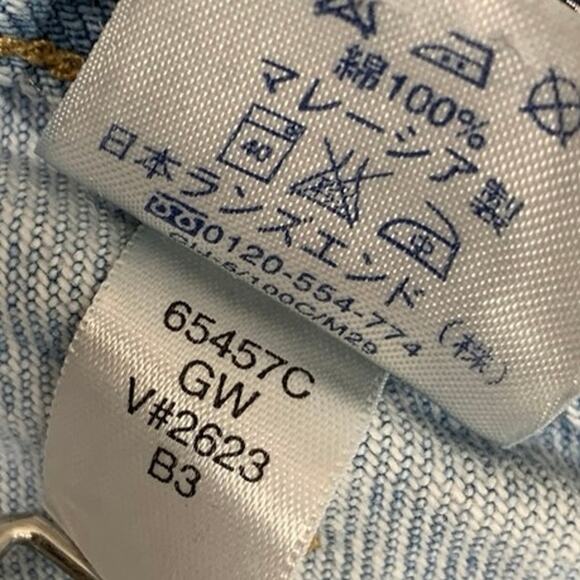 綿100%
マレーシア製
40
日本ランズエンド(株)
0120-554-774
65457C
GW
V#2623
B3